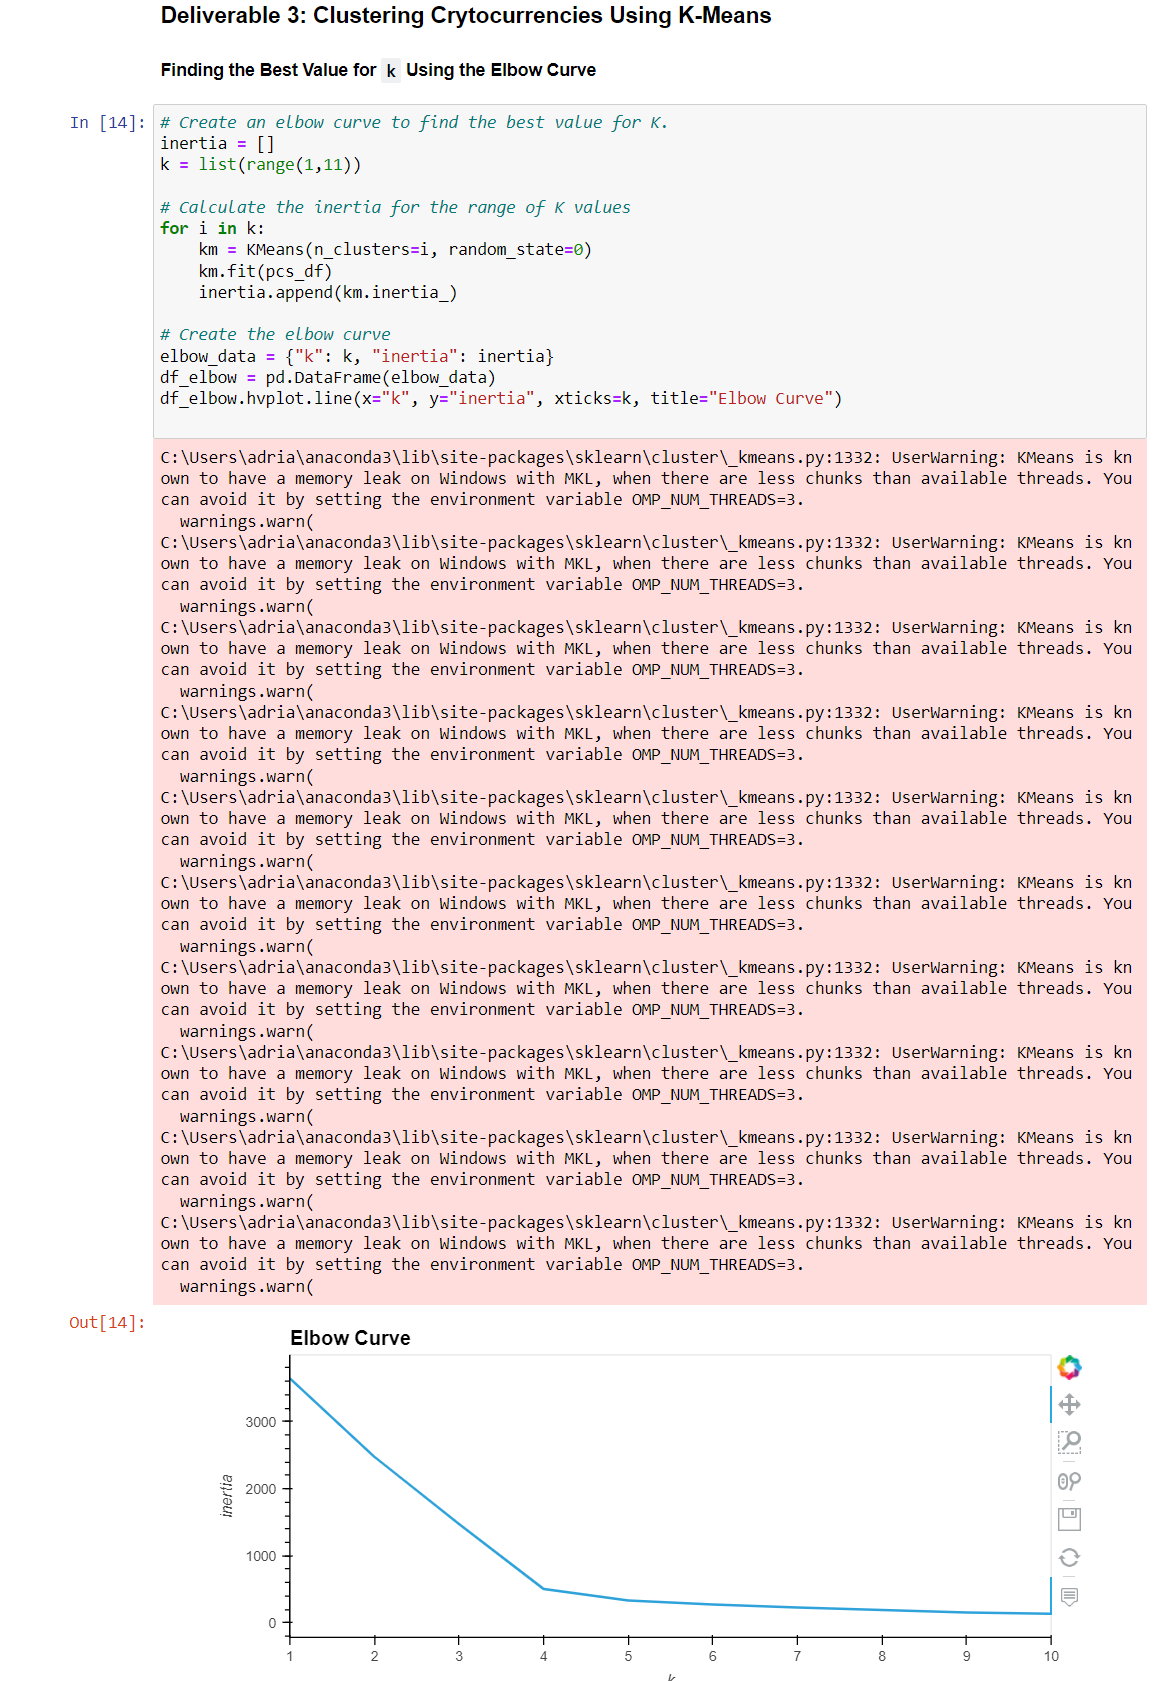 Deliverable 3: Clustering Crytocurrencies Using K-Means
Finding the Best Value for k Using the Elbow Curve
In [14]: # Create an elbow curve to find the best value for K.
inertia = []
k = list(range(1,11))
# Calculate the inertia for the range of K values
for i in k:
    km = KMeans(n_clusters=i, random_state=0)
    km.fit(pcs_df)
    inertia.append(km.inertia_)
# Create the elbow curve
elbow_data = {"k": k, "inertia": inertia}
df_elbow = pd.DataFrame(elbow_data)
df_elbow.hvplot.line(x="k", y="inertia", xticks=k, title="Elbow Curve")
C:\Users\adria\anaconda3\lib\site-packages\sklearn\cluster\_kmeans.py:1332: UserWarning: KMeans is kn
own to have a memory leak on Windows with MKL, when there are less chunks than available threads. You
can avoid it by setting the environment variable OMP_NUM_THREADS=3.
  warnings.warn(
C:\Users\adria\anaconda3\lib\site-packages\sklearn\cluster\_kmeans.py:1332: UserWarning: KMeans is kn
own to have a memory leak on Windows with MKL, when there are less chunks than available threads. You
can avoid it by setting the environment variable OMP_NUM_THREADS=3.
  warnings.warn(
C:\Users\adria\anaconda3\lib\site-packages\sklearn\cluster\_kmeans.py:1332: UserWarning: KMeans is kn
own to have a memory leak on Windows with MKL, when there are less chunks than available threads. You
can avoid it by setting the environment variable OMP_NUM_THREADS=3.
  warnings.warn(
C:\Users\adria\anaconda3\lib\site-packages\sklearn\cluster\_kmeans.py:1332: UserWarning: KMeans is kn
own to have a memory leak on Windows with MKL, when there are less chunks than available threads. You
can avoid it by setting the environment variable OMP_NUM_THREADS=3.
  warnings.warn(
C:\Users\adria\anaconda3\lib\site-packages\sklearn\cluster\_kmeans.py:1332: UserWarning: KMeans is kn
own to have a memory leak on Windows with MKL, when there are less chunks than available threads. You
can avoid it by setting the environment variable OMP_NUM_THREADS=3.
  warnings.warn(
C:\Users\adria\anaconda3\lib\site-packages\sklearn\cluster\_kmeans.py:1332: UserWarning: KMeans is kn
own to have a memory leak on Windows with MKL, when there are less chunks than available threads. You
can avoid it by setting the environment variable OMP_NUM_THREADS=3.
  warnings.warn(
C:\Users\adria\anaconda3\lib\site-packages\sklearn\cluster\_kmeans.py:1332: UserWarning: KMeans is kn
own to have a memory leak on Windows with MKL, when there are less chunks than available threads. You
can avoid it by setting the environment variable OMP_NUM_THREADS=3.
  warnings.warn(
C:\Users\adria\anaconda3\lib\site-packages\sklearn\cluster\_kmeans.py:1332: UserWarning: KMeans is kn
own to have a memory leak on Windows with MKL, when there are less chunks than available threads. You
can avoid it by setting the environment variable OMP_NUM_THREADS=3.
  warnings.warn(
C:\Users\adria\anaconda3\lib\site-packages\sklearn\cluster\_kmeans.py:1332: UserWarning: KMeans is kn
own to have a memory leak on Windows with MKL, when there are less chunks than available threads. You
can avoid it by setting the environment variable OMP_NUM_THREADS=3.
  warnings.warn(
C:\Users\adria\anaconda3\lib\site-packages\sklearn\cluster\_kmeans.py:1332: UserWarning: KMeans is kn
own to have a memory leak on Windows with MKL, when there are less chunks than available threads. You
can avoid it by setting the environment variable OMP_NUM_THREADS=3.
  warnings.warn(
Out[14]:
Elbow Curve
3000
2000
1000
0
inertia
1 2 3 4 5 6 7 8 9 10
k